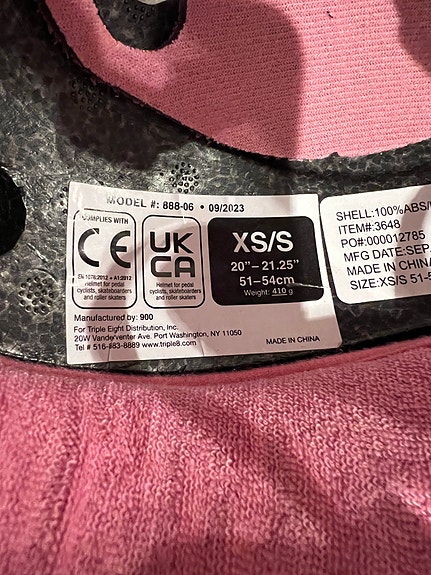 MODEL #: 888-06 • 09/2023
COMPLIES WITH
CE
EN 1078:2012 + A1:2012
Helmet for pedal
cyclists, skateboarders
and roller skaters
UK
CA
Helmet for pedal
cyclists, skateboarders
and roller skaters
XS/S
20"– 21.25"
51–54cm
Weight: 410 g
Manufactured by: 900
For Triple Eight Distribution, Inc.
20W Vanderventer Ave. Port Washington, NY 11050
Tel # 516-883-8889 www.triple8.com
MADE IN CHINA
SHELL:100%ABS/
ITEM#:3648
PO#:000012785
MFG DATE:SEP.
MADE IN CHINA
SIZE:XS/S 51-5